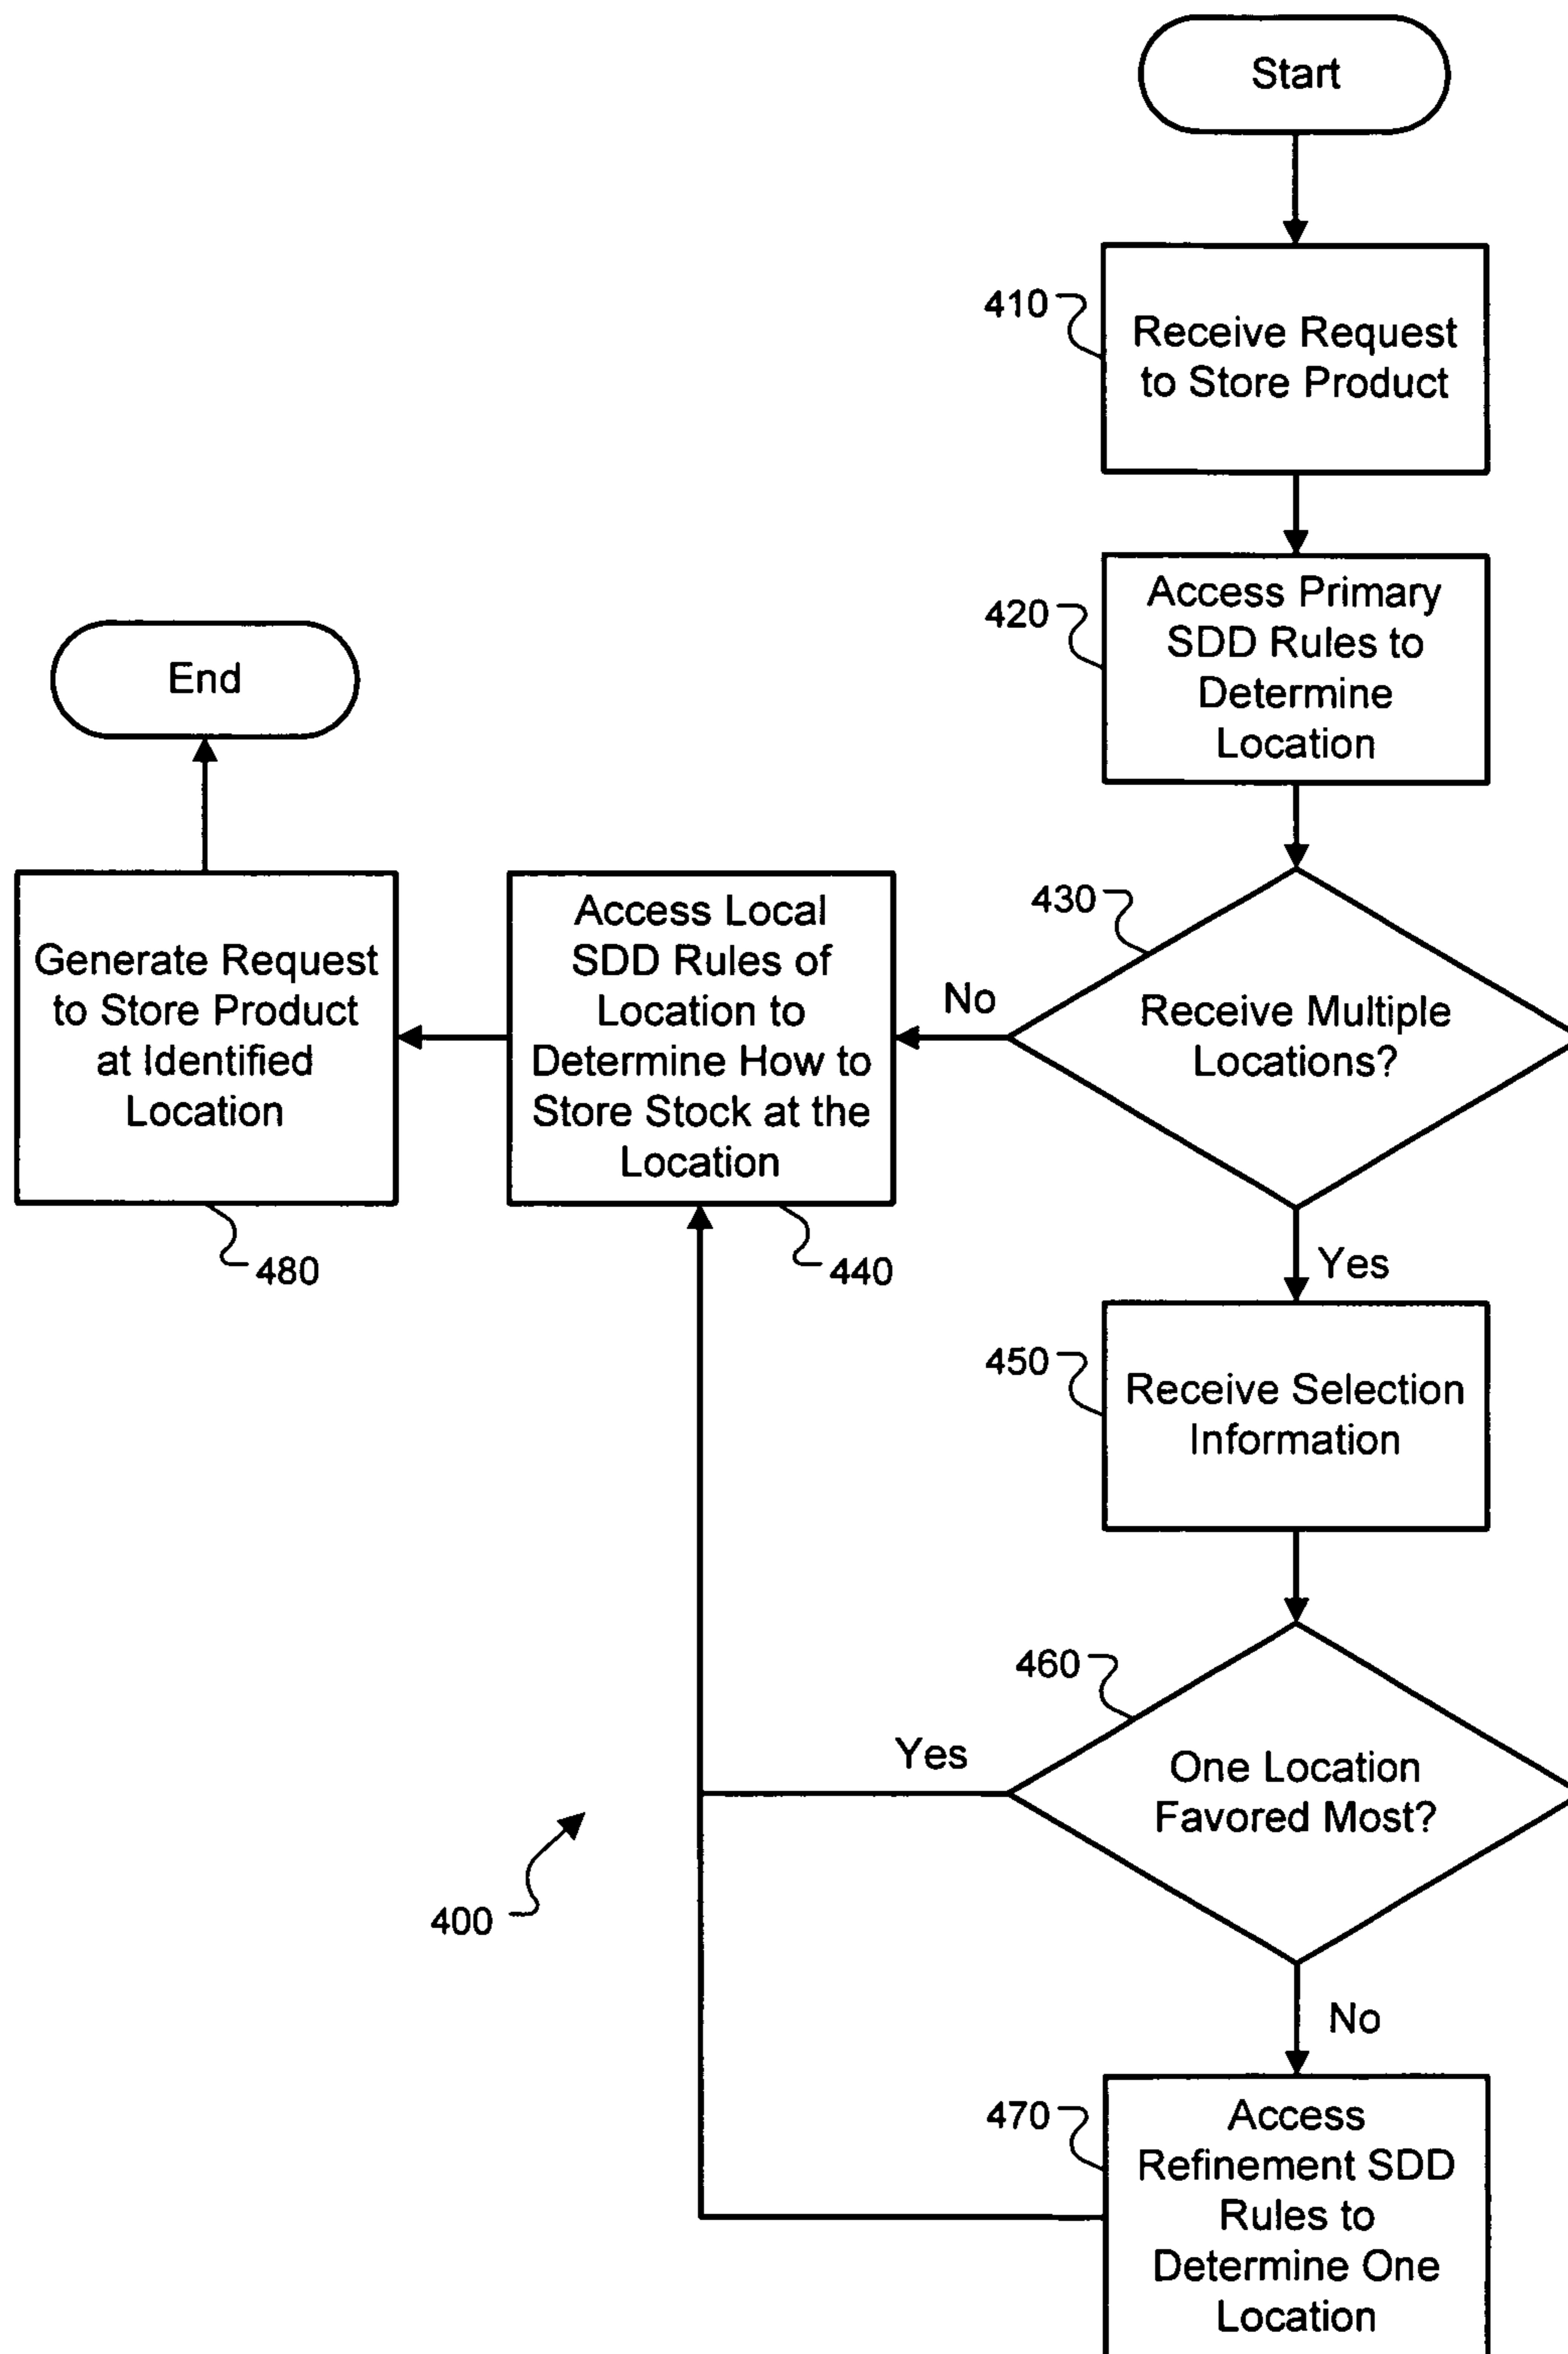 Start
410
Receive Request
to Store Product
420
Access Primary
SDD Rules to
Determine
Location
430
Receive Multiple
Locations?
No
Yes
Access Local
SDD Rules of
Location to
Determine How to
Store Stock at the
Location
440
Generate Request
to Store Product
at Identified
Location
480
End
450
Receive Selection
Information
460
One Location
Favored Most?
Yes
No
470
Access
Refinement SDD
Rules to
Determine One
Location
400